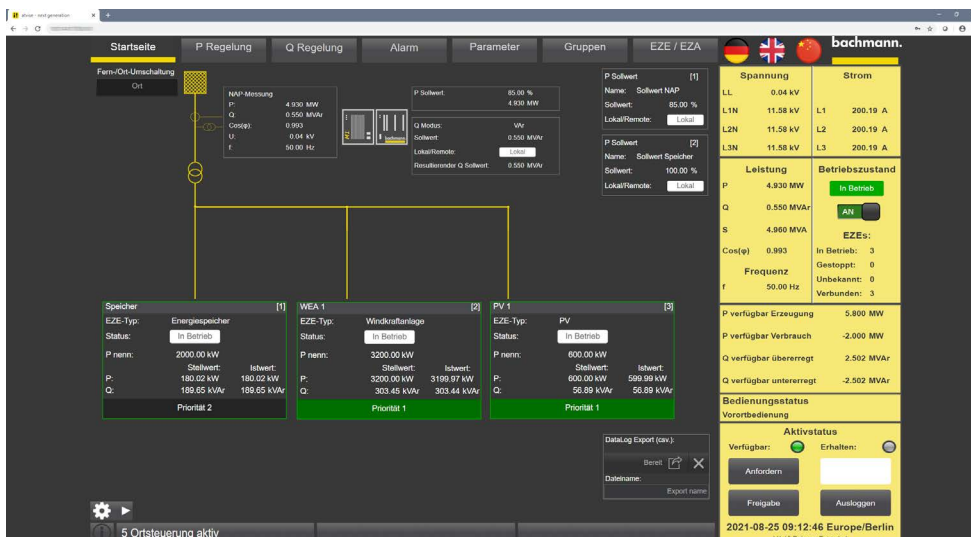 atvise - next generation
Startseite
P Regelung
Q Regelung
Alarm
Parameter
Gruppen
EZE / EZA
bachmann.
Fern-/Ort-Umschaltung
Ort
NAP-Messung
P: 4.930 MW
Q: 0.550 MVAr
Cos(φ): 0.993
U: 0.04 kV
f: 50.00 Hz
P Sollwert: 85.00 %
4.930 MW
Q Modus: VAr
Sollwert: 0.550 MVAr
Lokal/Remote: Lokal
Resultierender Q Sollwert: 0.550 MVAr
P Sollwert [1]
Name: Sollwert NAP
Sollwert: 85.00 %
Lokal/Remote: Lokal
P Sollwert [2]
Name: Sollwert Speicher
Sollwert: 100.00 %
Lokal/Remote: Lokal
Speicher [1]
EZE-Typ: Energiespeicher
Status: In Betrieb
P nenn: 2000.00 kW
Stellwert: Istwert:
P: 180.02 kW 180.02 kW
Q: 189.65 kVAr 189.65 kVAr
Priorität 2
WEA 1 [2]
EZE-Typ: Windkraftanlage
Status: In Betrieb
P nenn: 3200.00 kW
Stellwert: Istwert:
P: 3200.00 kW 3199.97 kW
Q: 303.45 kVAr 303.44 kVAr
Priorität 1
PV 1 [3]
EZE-Typ: PV
Status: In Betrieb
P nenn: 600.00 kW
Stellwert: Istwert:
P: 600.00 kW 599.99 kW
Q: 56.89 kVAr 56.89 kVAr
Priorität 1
DataLog Export (csv.):
Bereit
Dateiname:
Export name
5 Ortsteuerung aktiv
Spannung
LL 0.04 kV
L1N 11.58 kV
L2N 11.58 kV
L3N 11.58 kV
Strom
L1 200.19 A
L2 200.19 A
L3 200.19 A
Leistung
P 4.930 MW
Q 0.550 MVAr
S 4.960 MVA
Cos(φ) 0.993
Frequenz
f 50.00 Hz
Betriebszustand
In Betrieb
AN
EZEs:
In Betrieb: 3
Gestoppt: 0
Unbekannt: 0
Verbunden: 3
P verfügbar Erzeugung 5.800 MW
P verfügbar Verbrauch -2.000 MW
Q verfügbar übererregt 2.502 MVAr
Q verfügbar untererregt -2.502 MVAr
Bedienungsstatus
Vorortbedienung
Aktivstatus
Verfügbar: Erhalten:
Anfordern
Freigabe
Ausloggen
2021-08-25 09:12:46 Europe/Berlin